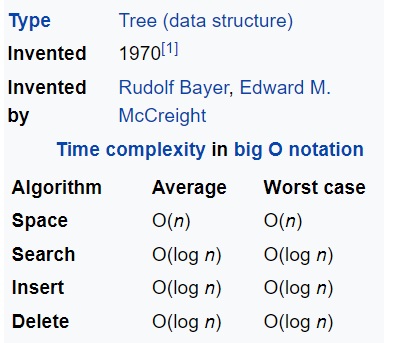 Type Tree (data structure)
Invented 1970[1]
Invented by Rudolf Bayer, Edward M. McCreight
Time complexity in big O notation
Algorithm Average Worst case
Space O(n) O(n)
Search O(log n) O(log n)
Insert O(log n) O(log n)
Delete O(log n) O(log n)